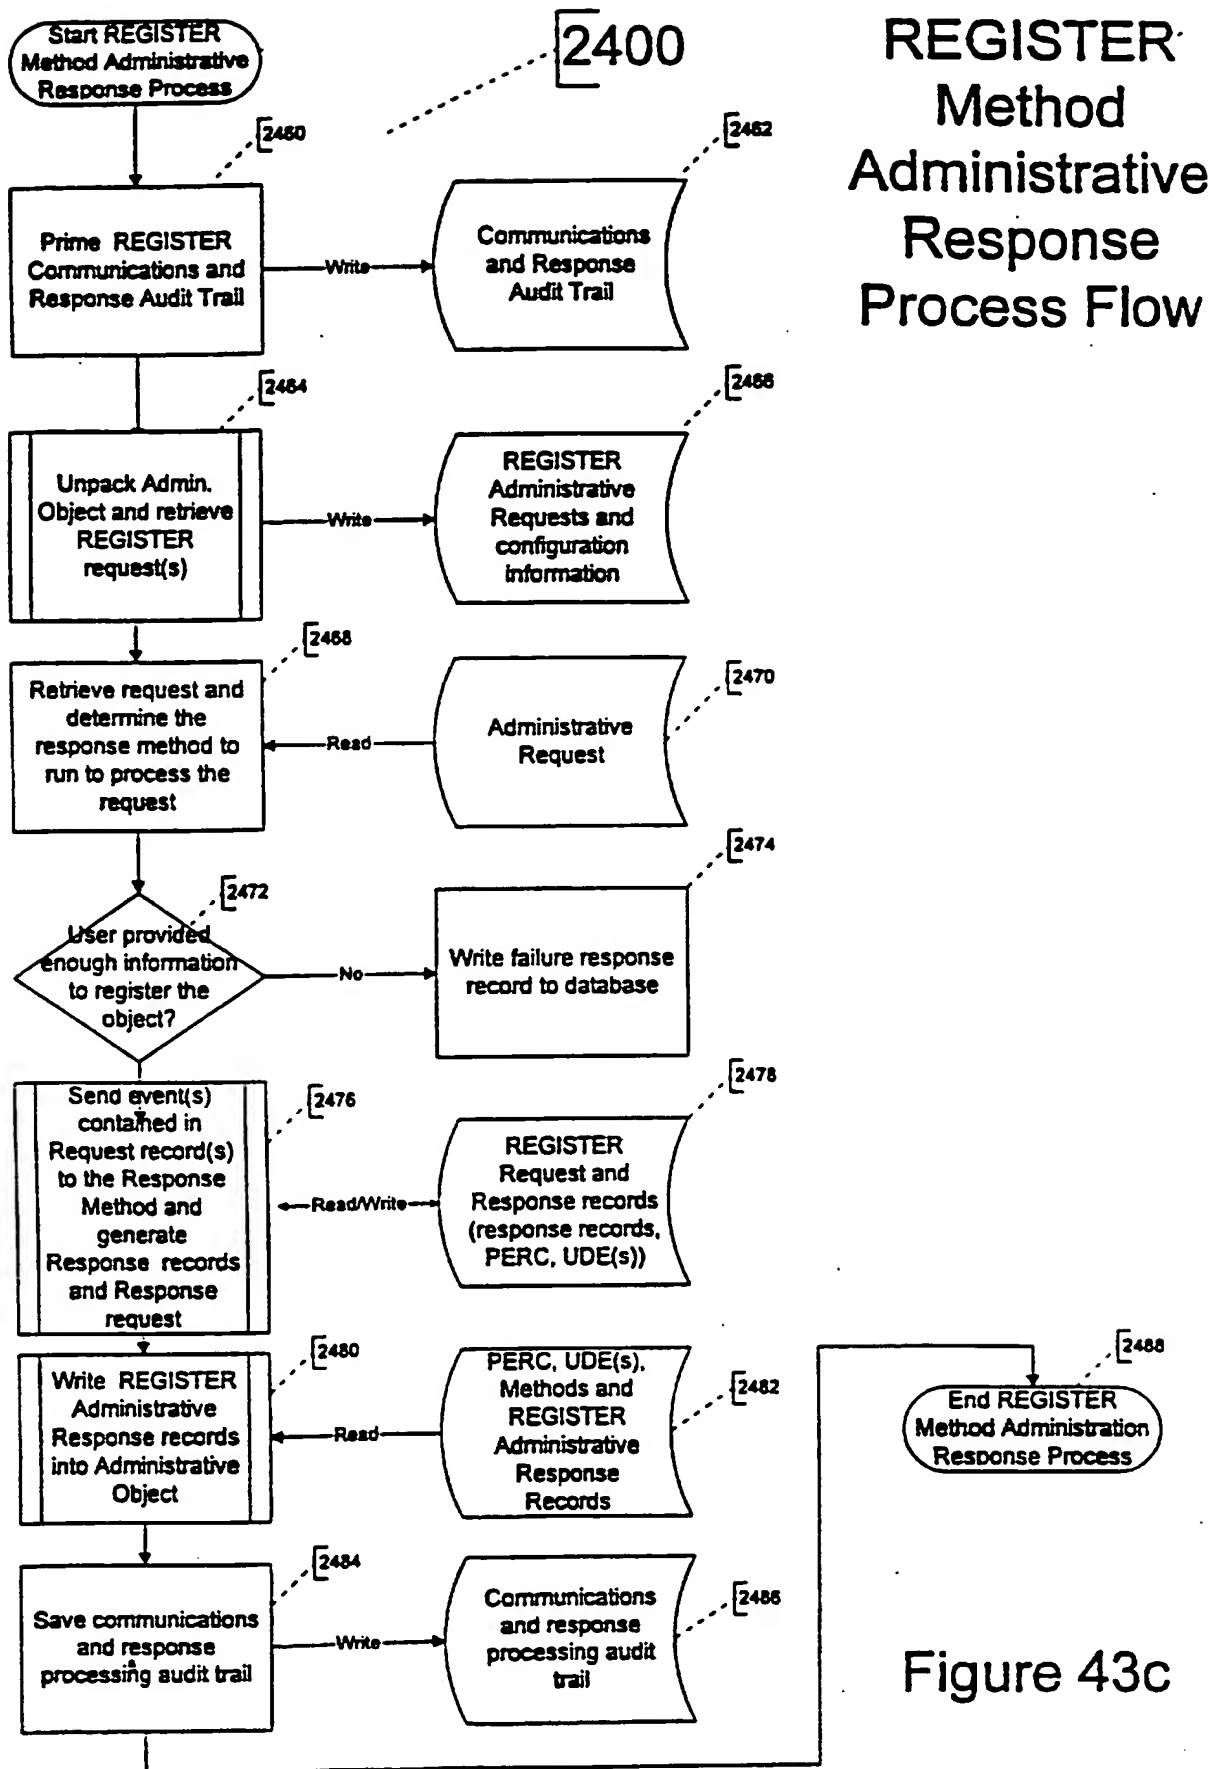 Start REGISTER
Method Administrative
Response Process
2400
REGISTER
Method
Administrative
Response
Process Flow
2460
2462
Prime REGISTER
Communications and
Response Audit Trail
Write
Communications
and Response
Audit Trail
2464
2466
Unpack Admin.
Object and retrieve
REGISTER
request(s)
Write
REGISTER
Administrative
Requests and
configuration
information
2468
2470
Retrieve request and
determine the
response method to
run to process the
request
Read
Administrative
Request
2472
2474
User provided
enough information
to register the
object?
No
Write failure response
record to database
2476
2478
Send event(s)
contained in
Request record(s)
to the Response
Method and
generate
Response records
and Response
request
Read/Write
REGISTER
Request and
Response records
(response records,
PERC, UDE(s))
2480
2482
Write REGISTER
Administrative
Response records
into Administrative
Object
Read
PERC, UDE(s),
Methods and
REGISTER
Administrative
Response
Records
2488
End REGISTER
Method Administration
Response Process
2484
2486
Save communications
and response
processing audit trail
Write
Communications
and response
processing audit
trail
Figure 43c